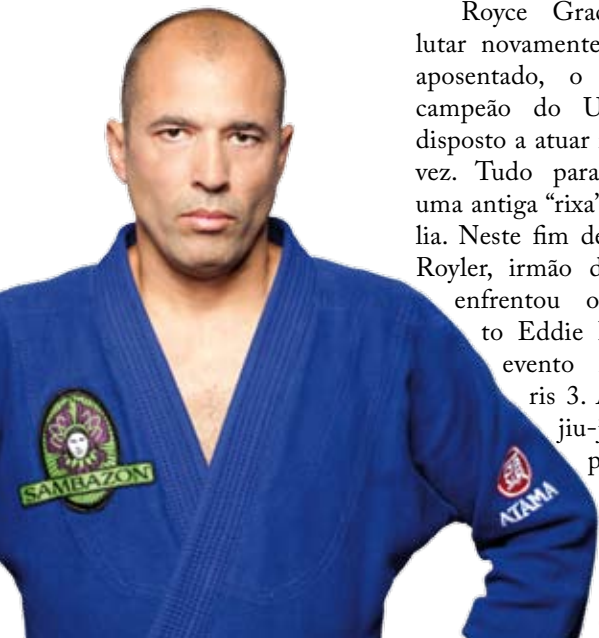 Royce Grac
lutar novamente
aposentado, o
campeão do U
disposto a atuar
vez. Tudo para
uma antiga “rixa”
lia. Neste fim de
Royler, irmão d
enfrentou o
to Eddie
evento
ris 3.
jiu-j
p
SAMBAZON
ATAMA